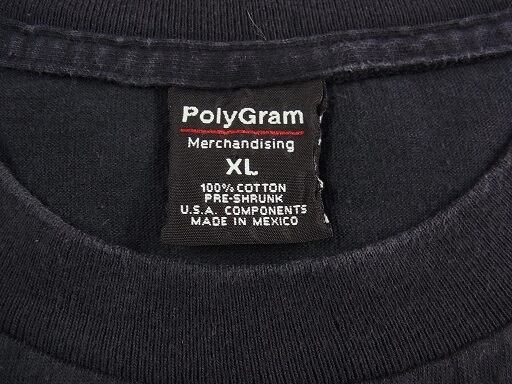 PolyGram
Merchandising
XL
100% COTTON
PRE-SHRUNK
U.S.A. COMPONENTS
MADE IN MEXICO